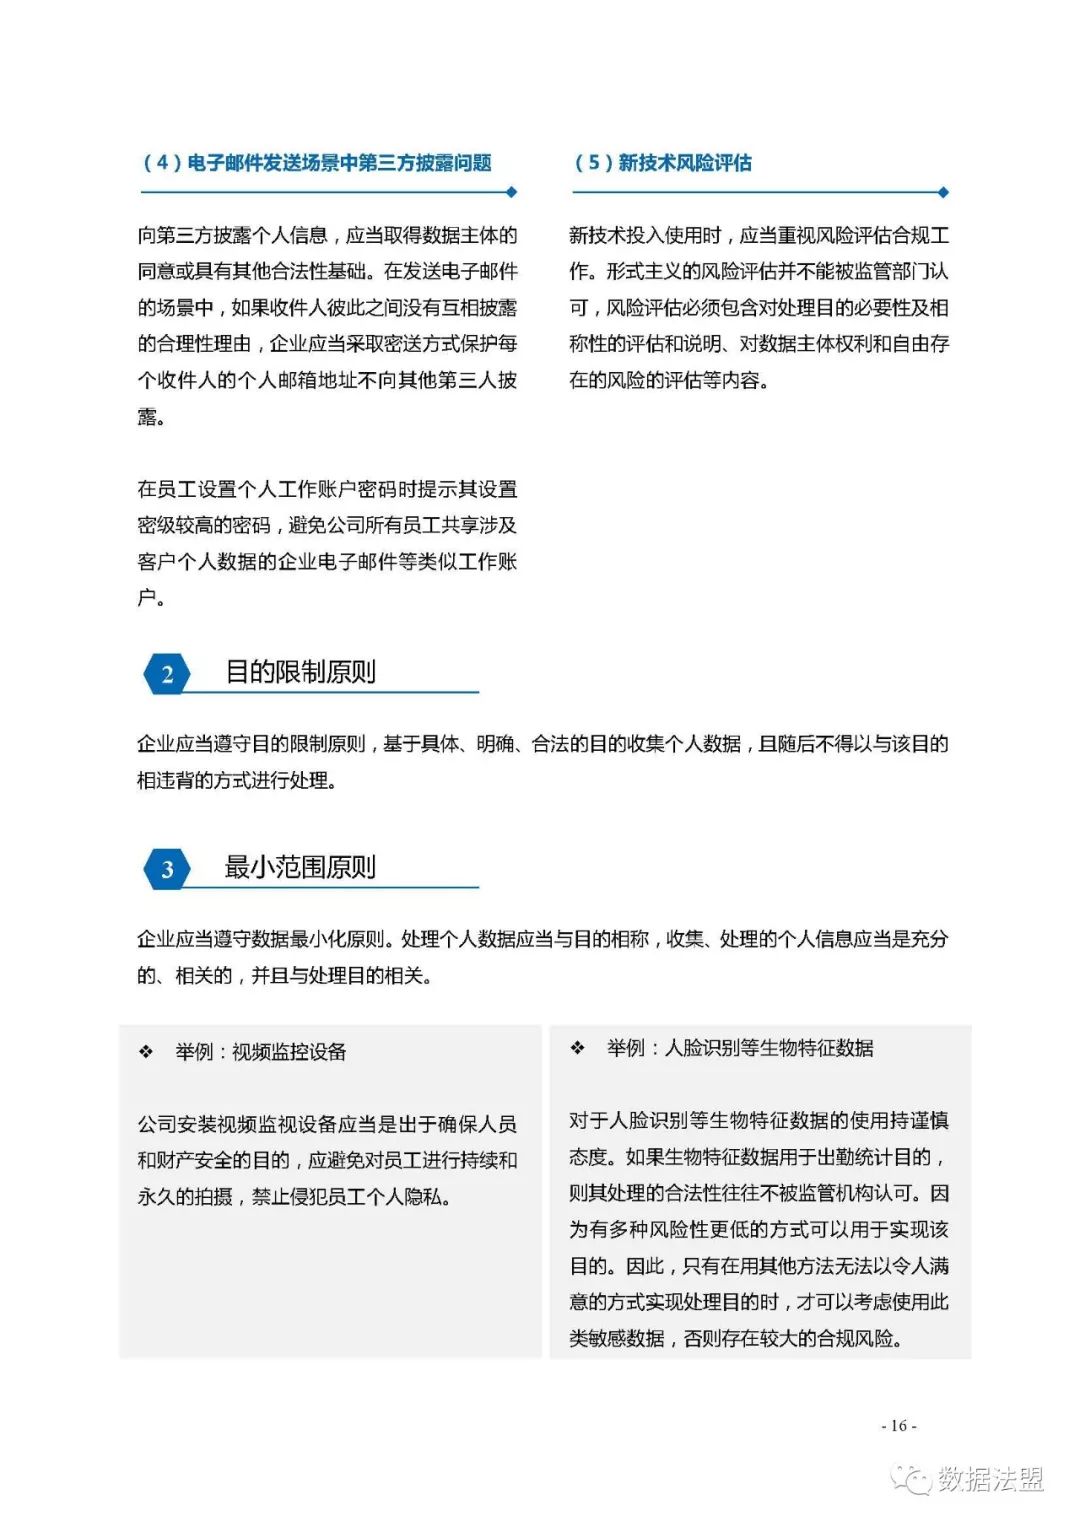 （4）电子邮件发送场景中第三方披露问题
向第三方披露个人信息，应当取得数据主体的
同意或具有其他合法性基础。在发送电子邮件
的场景中，如果收件人彼此之间没有互相披露
的合理性理由，企业应当采取密送方式保护每
个收件人的个人邮箱地址不向其他第三人披
露。
在员工设置个人工作账户密码时提示其设置
密级较高的密码，避免公司所有员工共享涉及
客户个人数据的企业电子邮件等类似工作账
户。
（5）新技术风险评估
新技术投入使用时，应当重视风险评估合规工
作。形式主义的风险评估并不能被监管部门认
可，风险评估必须包含对处理目的必要性及相
称性的评估和说明、对数据主体权利和自由存
在的风险的评估等内容。
2 目的限制原则
企业应当遵守目的限制原则，基于具体、明确、合法的目的收集个人数据，且随后不得以与该目的
相违背的方式进行处理。
3 最小范围原则
企业应当遵守数据最小化原则。处理个人数据应当与目的相称，收集、处理的个人信息应当是充分
的、相关的，并且与处理目的相关。
❖ 举例：视频监控设备
公司安装视频监视设备应当是出于确保人员
和财产安全的目的，应避免对员工进行持续和
永久的拍摄，禁止侵犯员工个人隐私。
❖ 举例：人脸识别等生物特征数据
对于人脸识别等生物特征数据的使用持谨慎
态度。如果生物特征数据用于出勤统计目的，
则其处理的合法性往往不被监管机构认可。因
为有多种风险性更低的方式可以用于实现该
目的。因此，只有在用其他方法无法以令人满
意的方式实现处理目的时，才可以考虑使用此
类敏感数据，否则存在较大的合规风险。
- 16 -
数据法盟